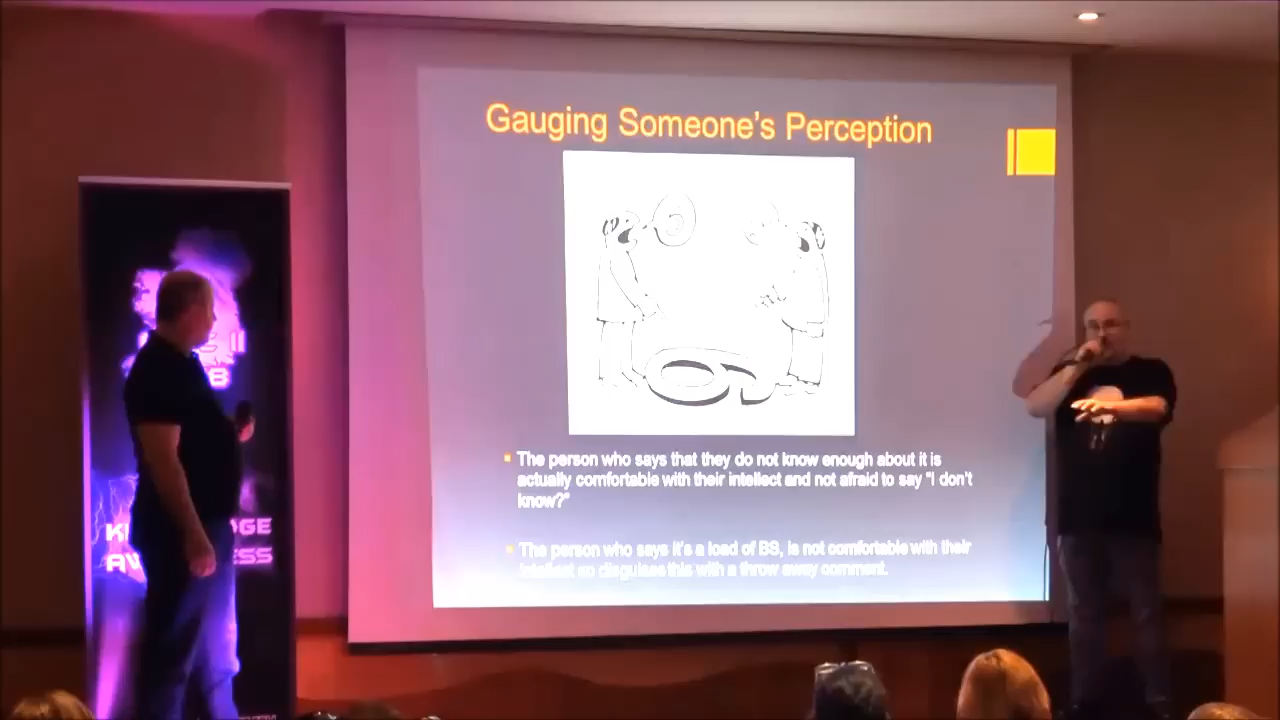 Gauging Someone's Perception
The person who says that they do not know enough about it is
actually comfortable with their intellect and not afraid to say "I don't
know?"
The person who says it's a load of BS, is not comfortable with their
intellect so disguises this with a throw away comment.